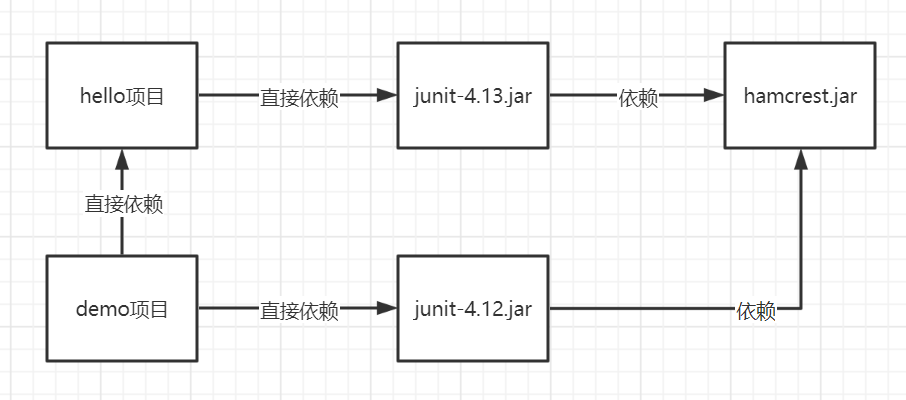 hello项目
直接依赖
junit-4.13.jar
依赖
hamcrest.jar
直接依赖
demo项目
直接依赖
junit-4.12.jar
依赖